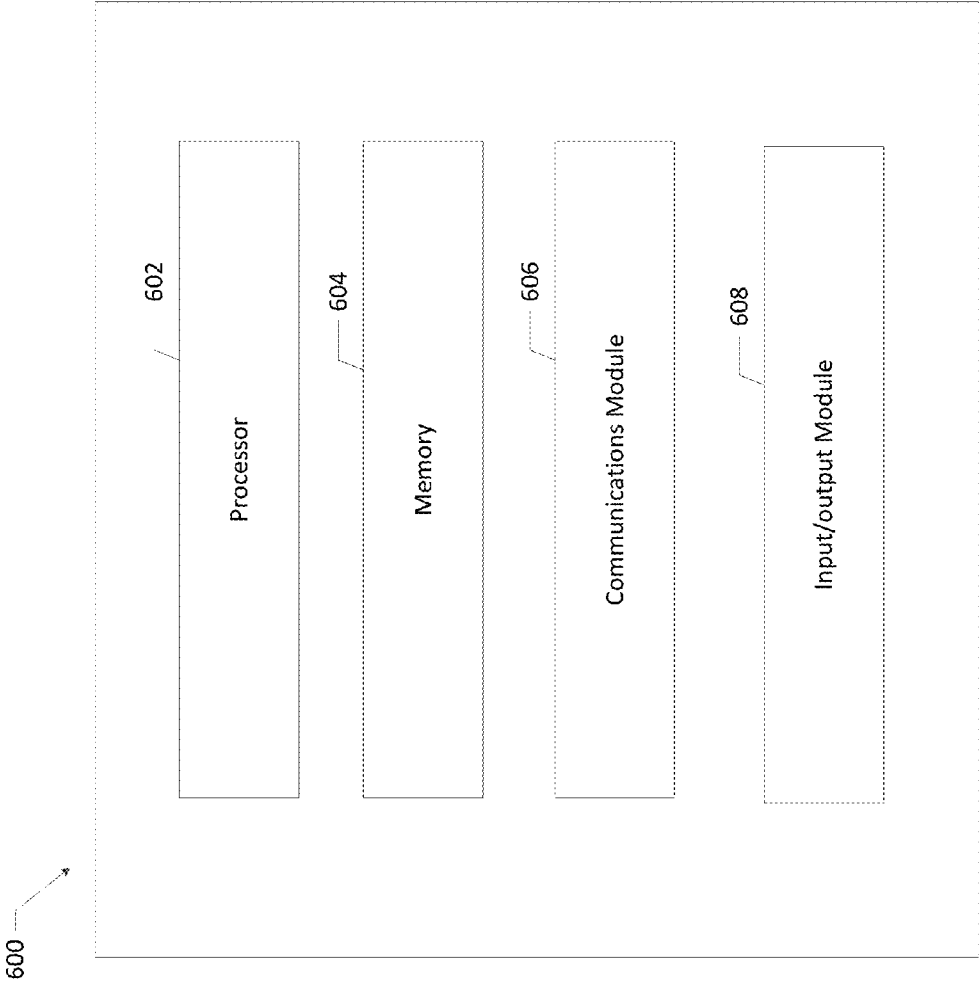 600
602
Processor
604
Memory
606
Communications Module
608
Input/output Module